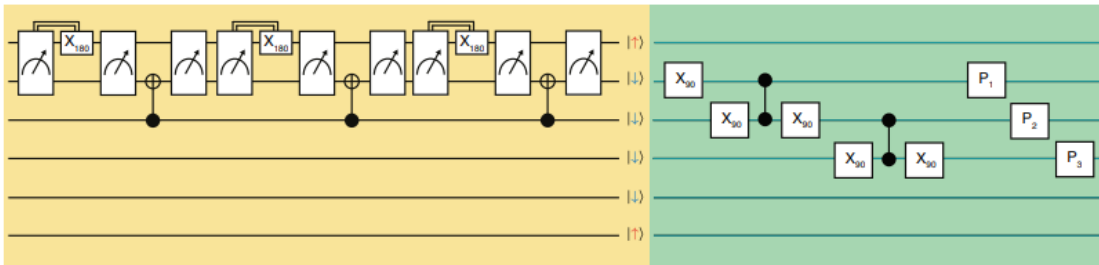 X₁₈₀ X₁₈₀ X₁₈₀ |↑⟩
|↓⟩ X₉₀ P₁
|↓⟩ X₉₀ X₉₀ P₂
|↓⟩ X₉₀ X₉₀ P₃
|↓⟩
|↑⟩